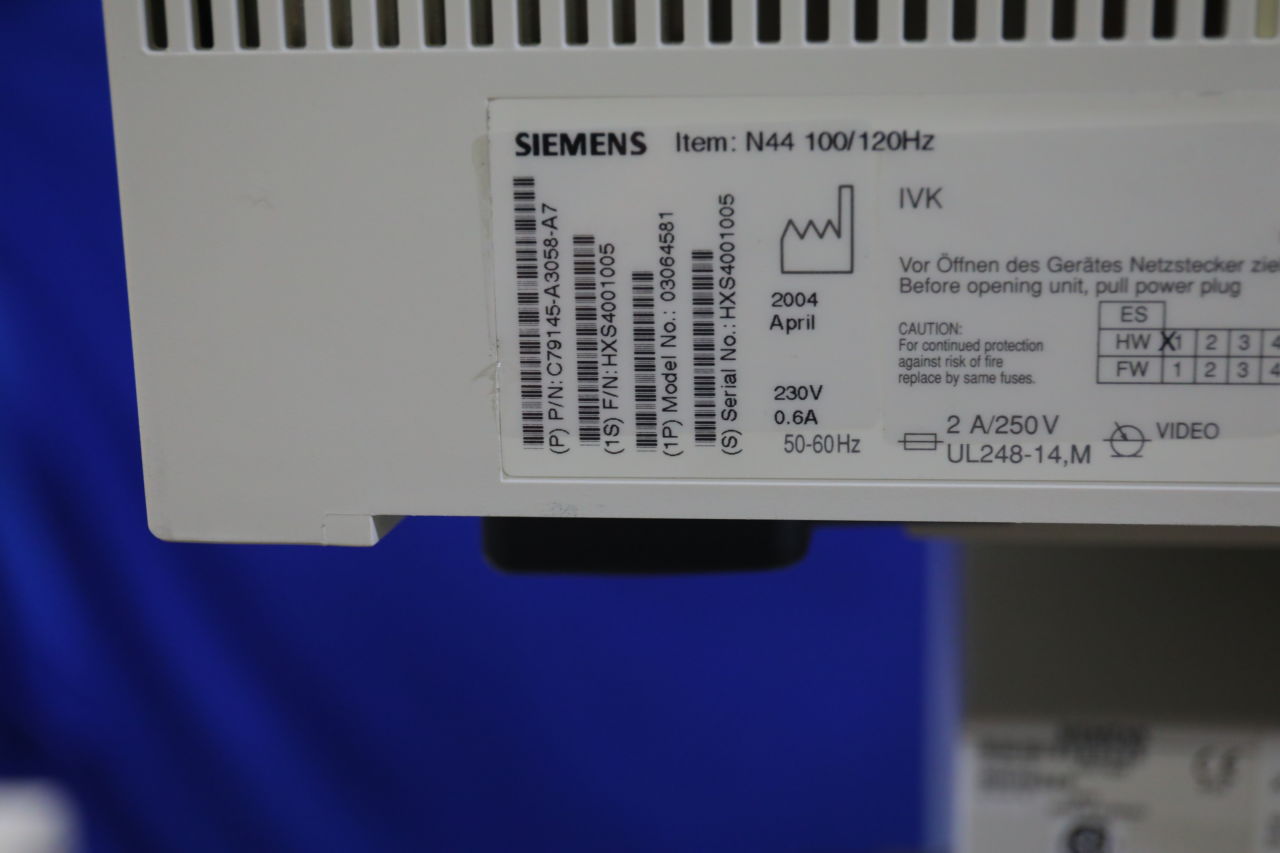 SIEMENS Item: N44 100/120Hz
(P) P/N: C79145-A3058-A7
(1S) F/N: HXS4001005
(1P) Model No.: 03064581
(S) Serial No.: HXS4001005
2004
April
230V
0.6A
50-60Hz
IVK
Vor Öffnen des Gerätes Netzstecker zie
Before opening unit, pull power plug
CAUTION:
For continued protection
against risk of fire
replace by same fuses.
ES
HW X1 2 3 4
FW 1 2 3 4
2 A/250V
UL248-14,M
VIDEO
CE